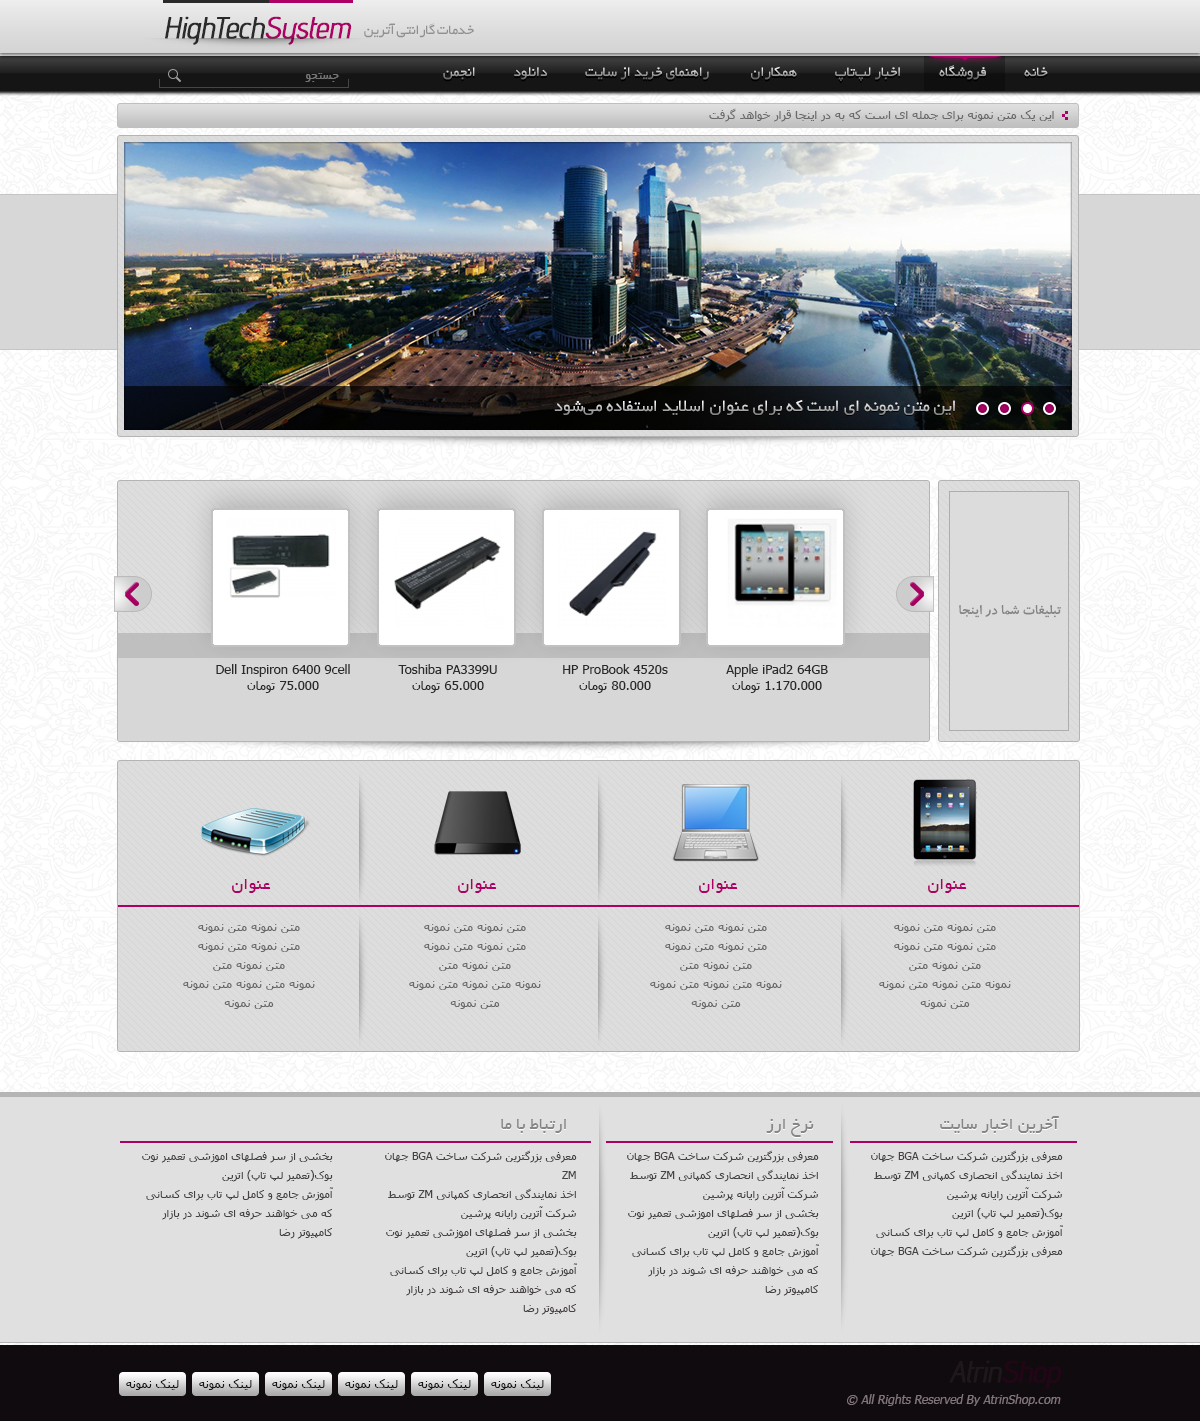 HighTechSystem
خدمات گارانتی آترین
خانه
فروشگاه
اخبار لپ‌تاپ
همکاران
راهنمای خرید از سایت
دانلود
انجمن
جستجو
این یک متن نمونه برای جمله ای است که به در اینجا قرار خواهد گرفت
این متن نمونه ای است که برای عنوان اسلاید استفاده می‌شود
تبلیغات شما در اینجا
Apple iPad2 64GB
1.170.000 تومان
HP ProBook 4520s
80.000 تومان
Toshiba PA3399U
65.000 تومان
Dell Inspiron 6400 9cell
75.000 تومان
عنوان
متن نمونه متن نمونه
متن نمونه متن نمونه
متن نمونه متن
نمونه متن نمونه متن نمونه
متن نمونه
عنوان
متن نمونه متن نمونه
متن نمونه متن نمونه
متن نمونه متن
نمونه متن نمونه متن نمونه
متن نمونه
عنوان
متن نمونه متن نمونه
متن نمونه متن نمونه
متن نمونه متن
نمونه متن نمونه متن نمونه
متن نمونه
عنوان
متن نمونه متن نمونه
متن نمونه متن نمونه
متن نمونه متن
نمونه متن نمونه متن نمونه
متن نمونه
آخرین اخبار سایت
معرفی بزرگترین شرکت ساخت BGA جهان
اخذ نمایندگی انحصاری کمپانی ZM توسط
شرکت آترین رایانه پرشین
بوک(تعمیر لپ تاپ) اترین
آموزش جامع و کامل لپ تاب برای کسانی
معرفی بزرگترین شرکت ساخت BGA جهان
نرخ ارز
معرفی بزرگترین شرکت ساخت BGA جهان
اخذ نمایندگی انحصاری کمپانی ZM توسط
شرکت آترین رایانه پرشین
بخشی از سر فصلهای اموزشی تعمیر نوت
بوک(تعمیر لپ تاپ) اترین
آموزش جامع و کامل لپ تاب برای کسانی
که می خواهند حرفه ای شوند در بازار
کامپیوتر رضا
ارتباط با ما
معرفی بزرگترین شرکت ساخت BGA جهان
ZM
اخذ نمایندگی انحصاری کمپانی ZM توسط
شرکت آترین رایانه پرشین
بخشی از سر فصلهای اموزشی تعمیر نوت
بوک(تعمیر لپ تاپ) اترین
آموزش جامع و کامل لپ تاب برای کسانی
که می خواهند حرفه ای شوند در بازار
کامپیوتر رضا
بخشی از سر فصلهای اموزشی تعمیر نوت
بوک(تعمیر لپ تاپ) اترین
آموزش جامع و کامل لپ تاب برای کسانی
که می خواهند حرفه ای شوند در بازار
کامپیوتر رضا
AtrinShop
© All Rights Reserved By AtrinShop.com
لینک نمونه
لینک نمونه
لینک نمونه
لینک نمونه
لینک نمونه
لینک نمونه